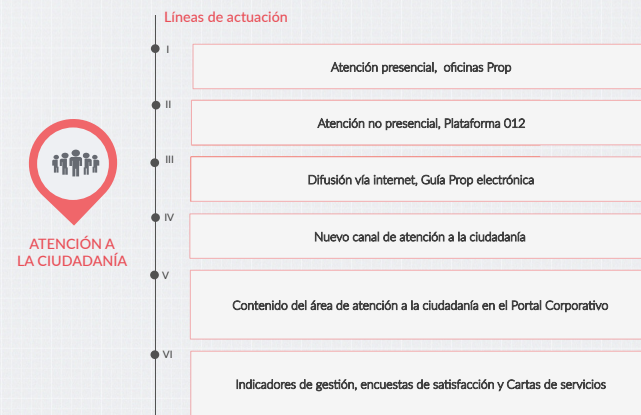 Líneas de actuación
I
Atención presencial, oficinas Prop
II
Atención no presencial, Plataforma 012
III
Difusión vía internet, Guía Prop electrónica
IV
Nuevo canal de atención a la ciudadanía
V
Contenido del área de atención a la ciudadanía en el Portal Corporativo
VI
Indicadores de gestión, encuestas de satisfacción y Cartas de servicios
ATENCIÓN A
LA CIUDADANÍA